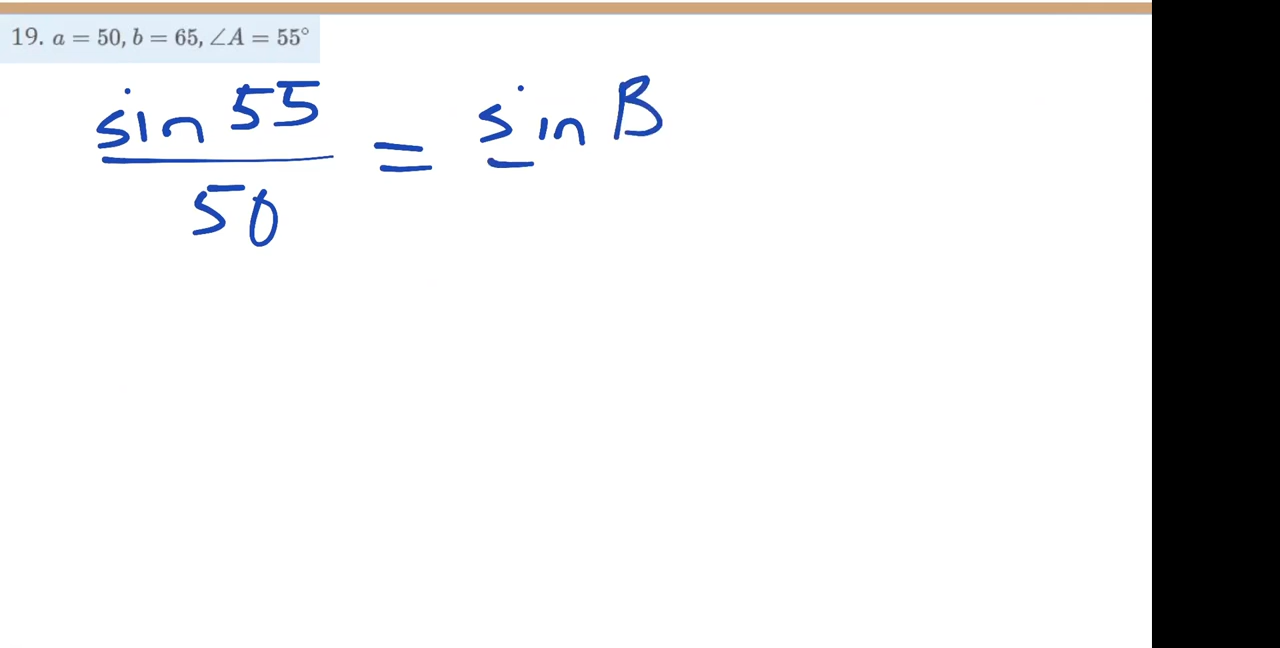 19. a = 50, b = 65, ∠A = 55°
sin 55 / 50 = sin B